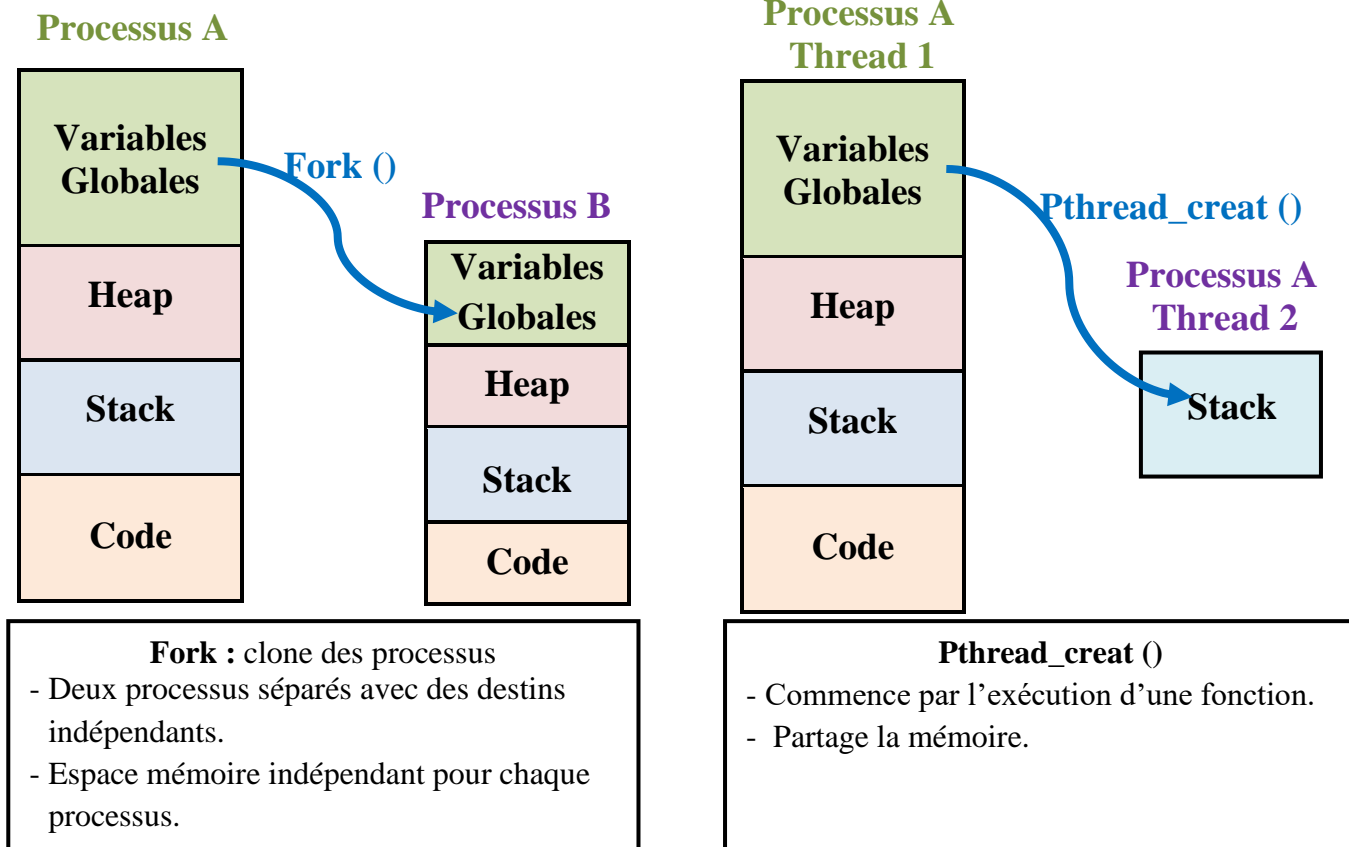 Processus A
Variables
Globales
Heap
Stack
Code
Fork ()
Processus B
Variables
Globales
Heap
Stack
Code
Fork : clone des processus
- Deux processus séparés avec des destins
indépendants.
- Espace mémoire indépendant pour chaque
processus.
Processus A
Thread 1
Variables
Globales
Heap
Stack
Code
Pthread_creat ()
Processus A
Thread 2
Stack
Pthread_creat ()
- Commence par l’exécution d’une fonction.
- Partage la mémoire.